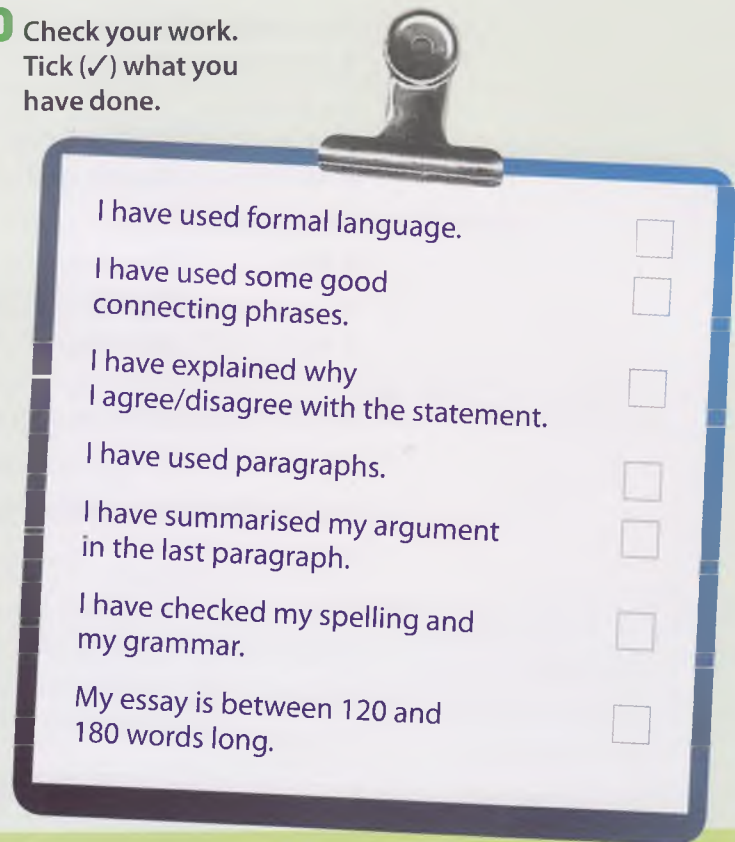 Check your work.
Tick (✓) what you
have done.
I have used formal language.
I have used some good
connecting phrases.
I have explained why
I agree/disagree with the statement.
I have used paragraphs.
I have summarised my argument
in the last paragraph.
I have checked my spelling and
my grammar.
My essay is between 120 and
180 words long.